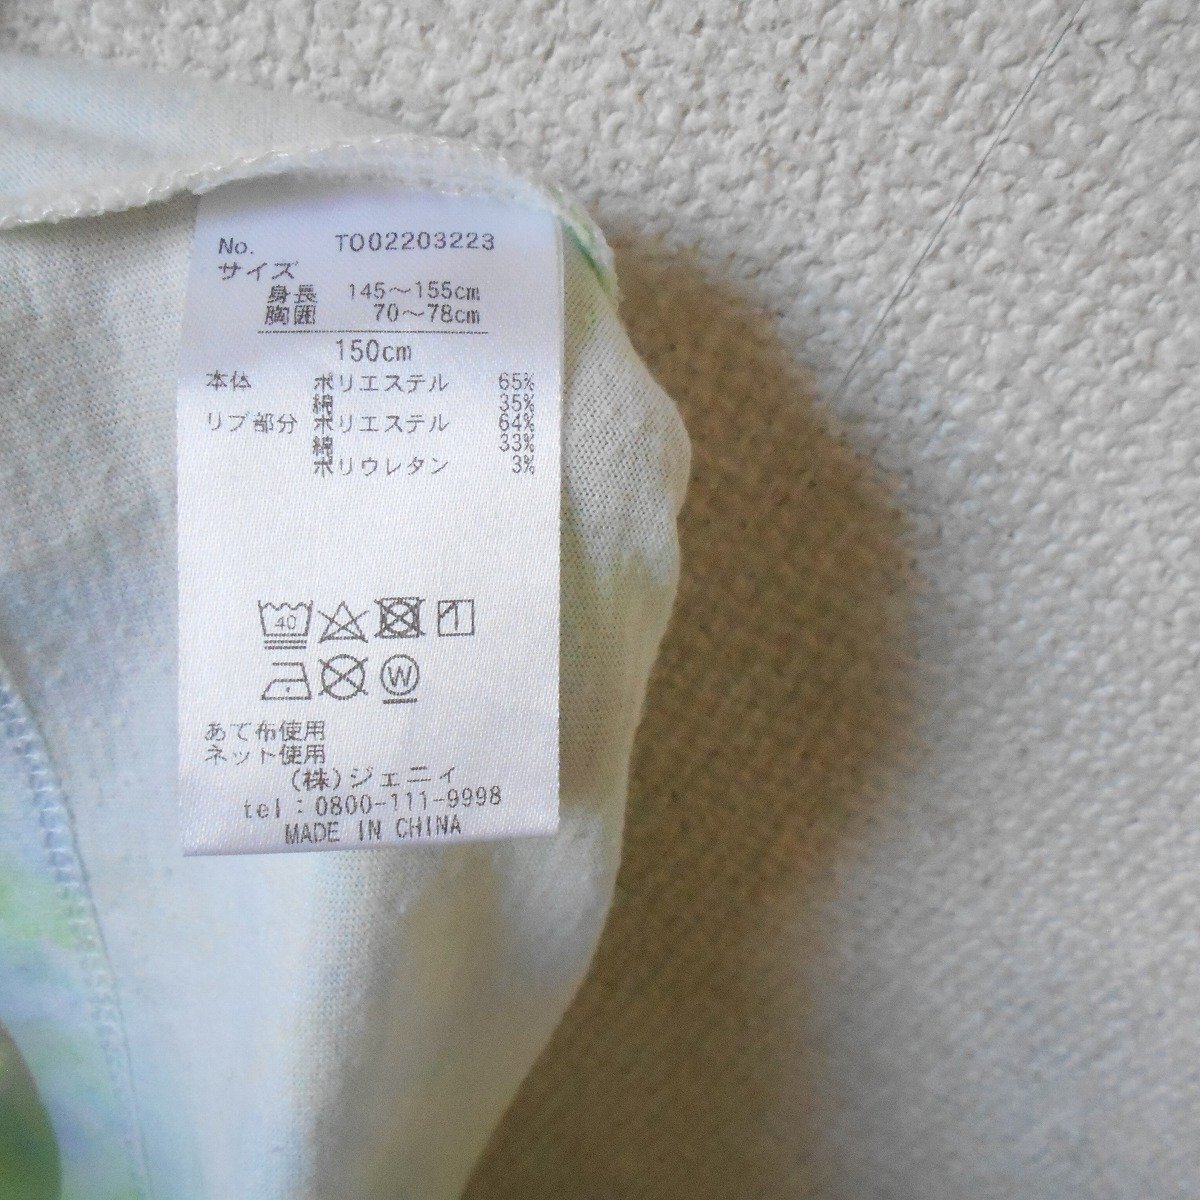 No. T002203223
サイズ
身長 145～155cm
胸囲 70～78cm
150cm
本体 ポリエステル 65%
綿 35%
リブ部分 ポリエステル 64%
綿 33%
ポリウレタン 3%
40
W
あて布使用
ネット使用
(株)ジェニィ
tel：0800-111-9998
MADE IN CHINA